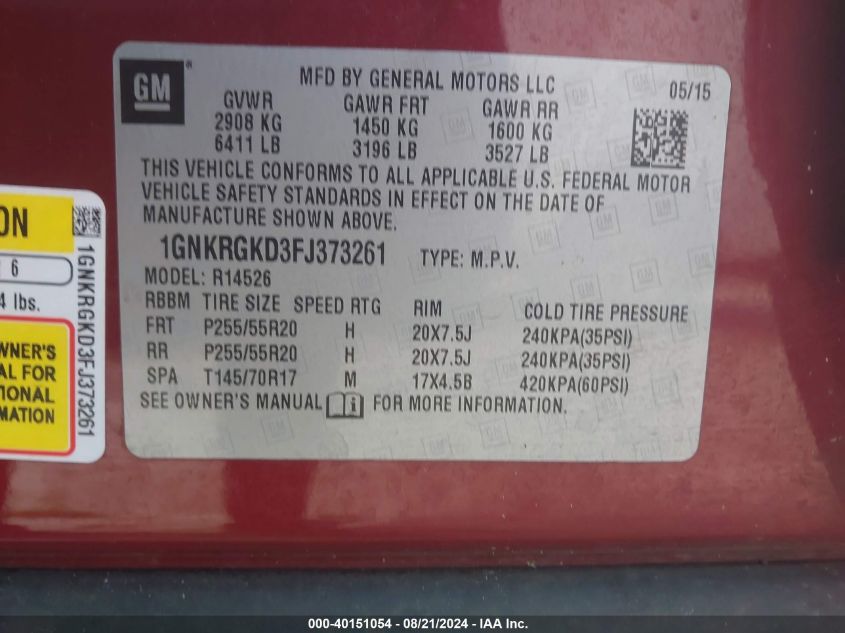 GM
®
MFD BY GENERAL MOTORS LLC
05/15
GVWR GAWR FRT GAWR RR
2908 KG 1450 KG 1600 KG
6411 LB 3196 LB 3527 LB
THIS VEHICLE CONFORMS TO ALL APPLICABLE U.S. FEDERAL MOTOR
VEHICLE SAFETY STANDARDS IN EFFECT ON THE DATE OF
MANUFACTURE SHOWN ABOVE.
1GNKRGKD3FJ373261 TYPE: M.P.V.
MODEL: R14526
RBBM TIRE SIZE SPEED RTG RIM COLD TIRE PRESSURE
FRT P255/55R20 H 20X7.5J 240KPA(35PSI)
RR P255/55R20 H 20X7.5J 240KPA(35PSI)
SPA T145/70R17 M 17X4.5B 420KPA(60PSI)
SEE OWNER'S MANUAL FOR MORE INFORMATION.
ON
6
4 lbs.
WNER'S
AL FOR
TIONAL
MATION
1GNKRGKD3FJ373261
000-40151054 - 08/21/2024 - IAA Inc.